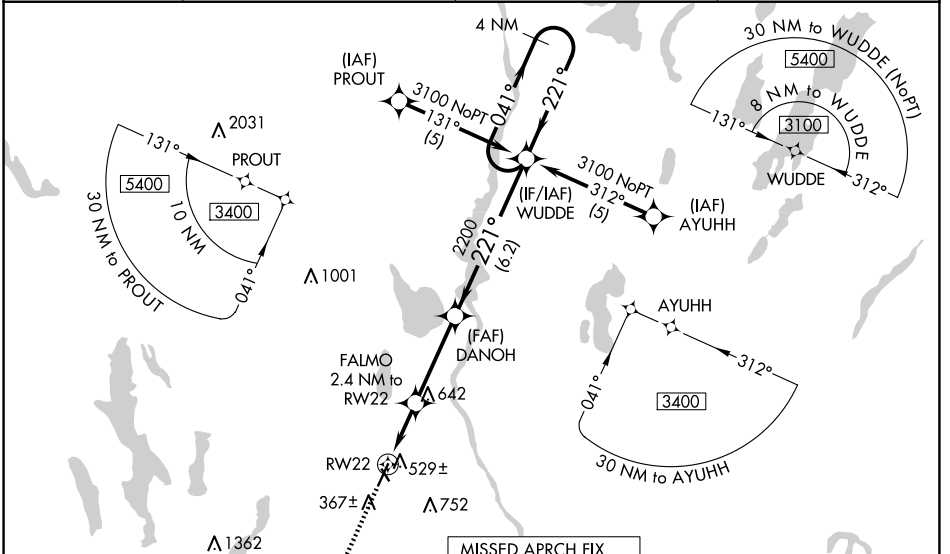 4 NM
(IAF)
PROUT
3100 NoPT
131°
(5)
041°
221°
30 NM to WUDDE (NoPT)
5400
8 NM to WUDDE
3100
131°
WUDDE
312°
2031
131°
PROUT
5400
3400
10 NM
30 NM to PROUT
041°
3100 NoPT
312°
(5)
(IF/IAF)
WUDDE
(IAF)
AYUHH
2200
221°
(6.2)
1001
(FAF)
DANOH
FALMO
2.4 NM to
RW22
642
AYUHH
312°
041°
3400
30 NM to AYUHH
RW22
529±
367±
752
1362
MISSED APRCH FIX